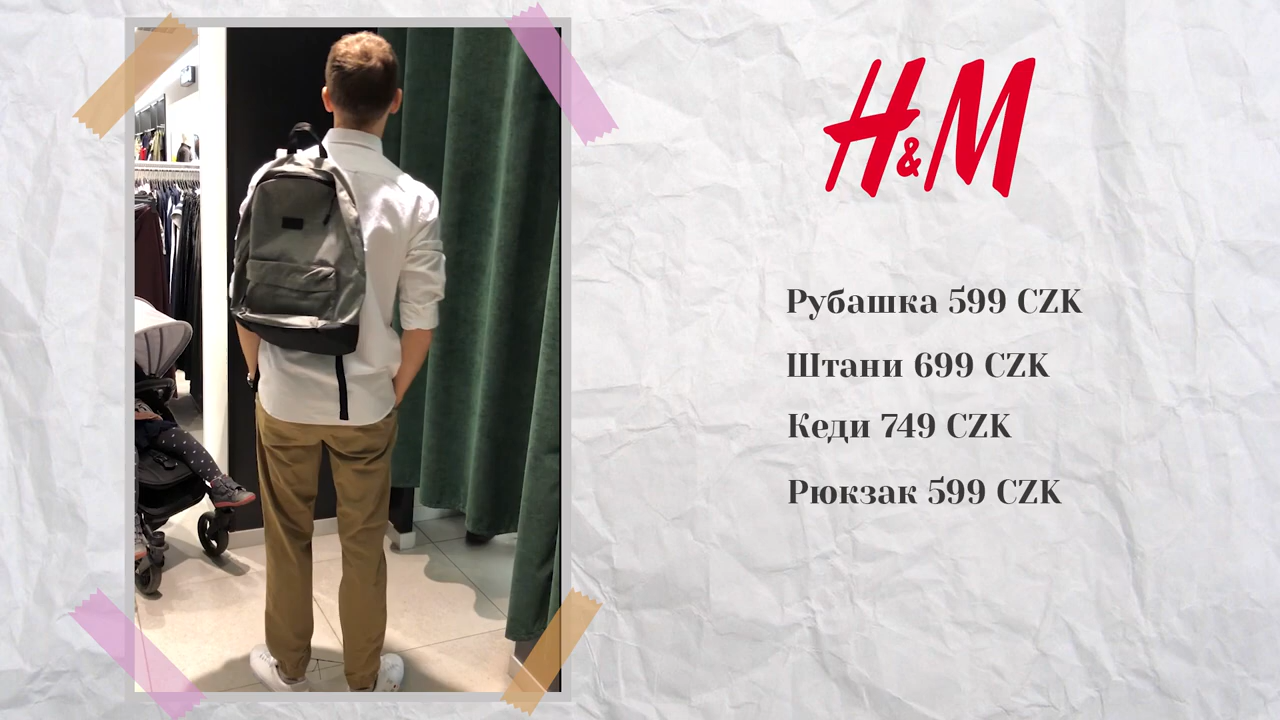 H&M
Рубашка 599 CZK
Штани 699 CZK
Кеди 749 CZK
Рюкзак 599 CZK